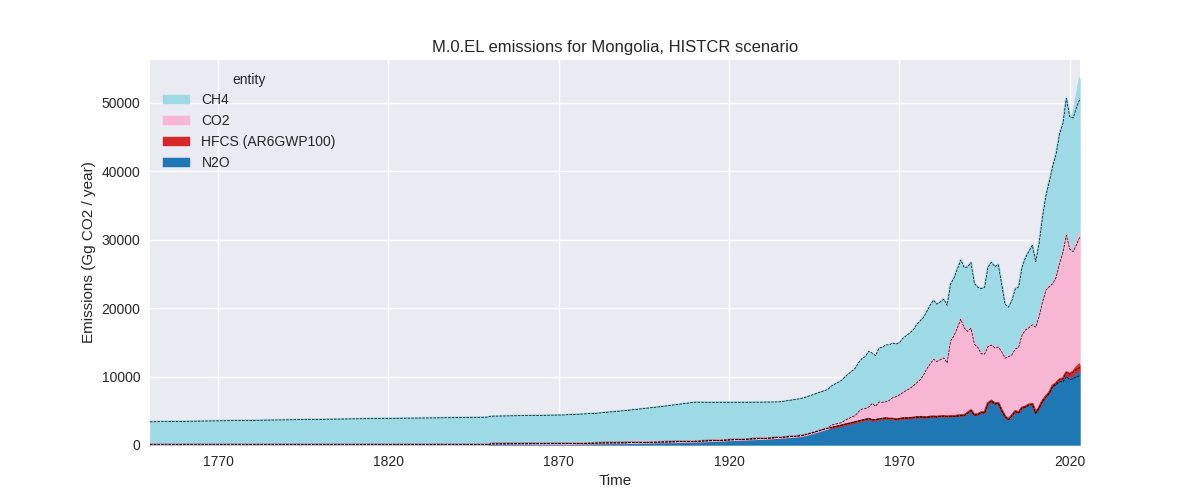 M.0.EL emissions for Mongolia, HISTCR scenario
Emissions (Gg CO2 / year)
50000
40000
30000
20000
10000
0
entity
CH4
CO2
HFCS (AR6GWP100)
N2O
1770 1820 1870 1920 1970 2020
Time